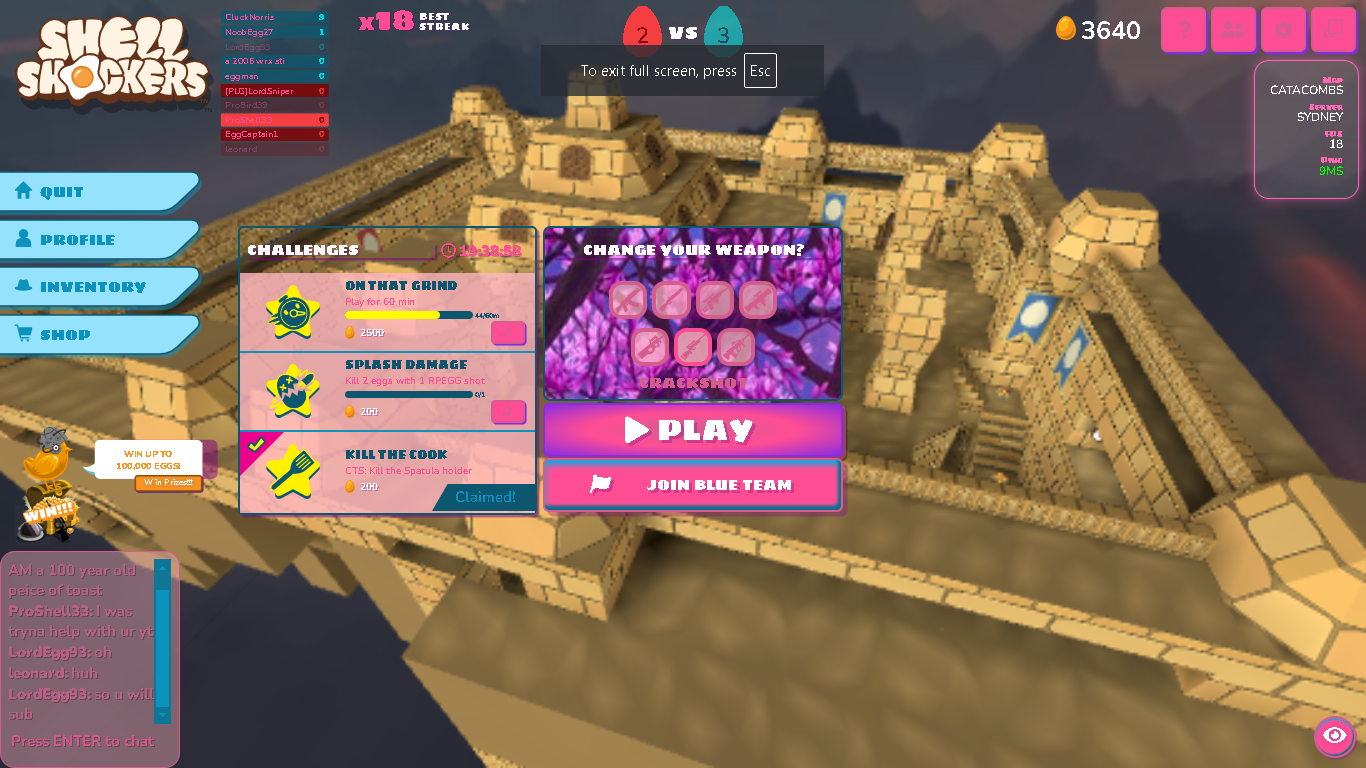 SHELL
SHOCKERS
CluckNorris 9
NoobEgg27 1
LordEgg93 0
a 2006 wrx sti 0
eggman 0
[PLG]LordSniper 0
ProBird39 0
ProShell33 0
EggCaptain1 0
leonard 0
x18 BEST
STREAK
2 VS 3
To exit full screen, press Esc
3640
?
MAP
CATACOMBS
SERVER
SYDNEY
FPS
18
PING
9MS
QUIT
PROFILE
INVENTORY
SHOP
CHALLENGES
ON THAT GRIND
Play for 60 min
44/60m
2500
SPLASH DAMAGE
Kill 2 eggs with 1 RPEGG shot
0/1
200
KILL THE COOK
CTS: Kill the Spatula holder
200
Claimed!
CHANGE YOUR WEAPON?
CRACKSHOT
PLAY
JOIN BLUE TEAM
WIN UP TO
100,000 EGGS!
Win Prizes!!!
WIN!!!
AM a 100 year old
peice of toast
ProShell33: I was
tryna help with ur yt
LordEgg93: oh
leonard: huh
LordEgg93: so u will
sub
Press ENTER to chat